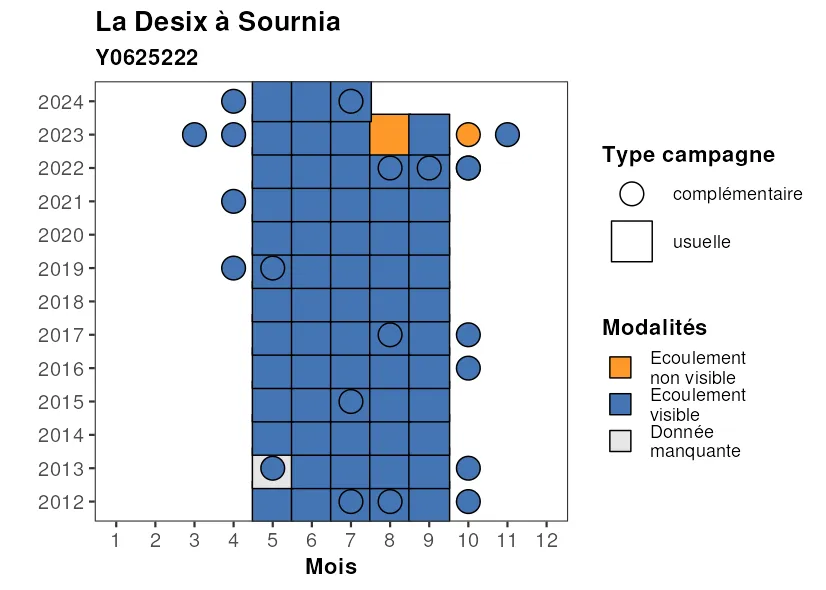 La Desix à Sournia
Y0625222
2024
2023
2022
2021
2020
2019
2018
2017
2016
2015
2014
2013
2012
1 2 3 4 5 6 7 8 9 10 11 12
Mois
Type campagne
complémentaire
usuelle
Modalités
Ecoulement
non visible
Ecoulement
visible
Donnée
manquante